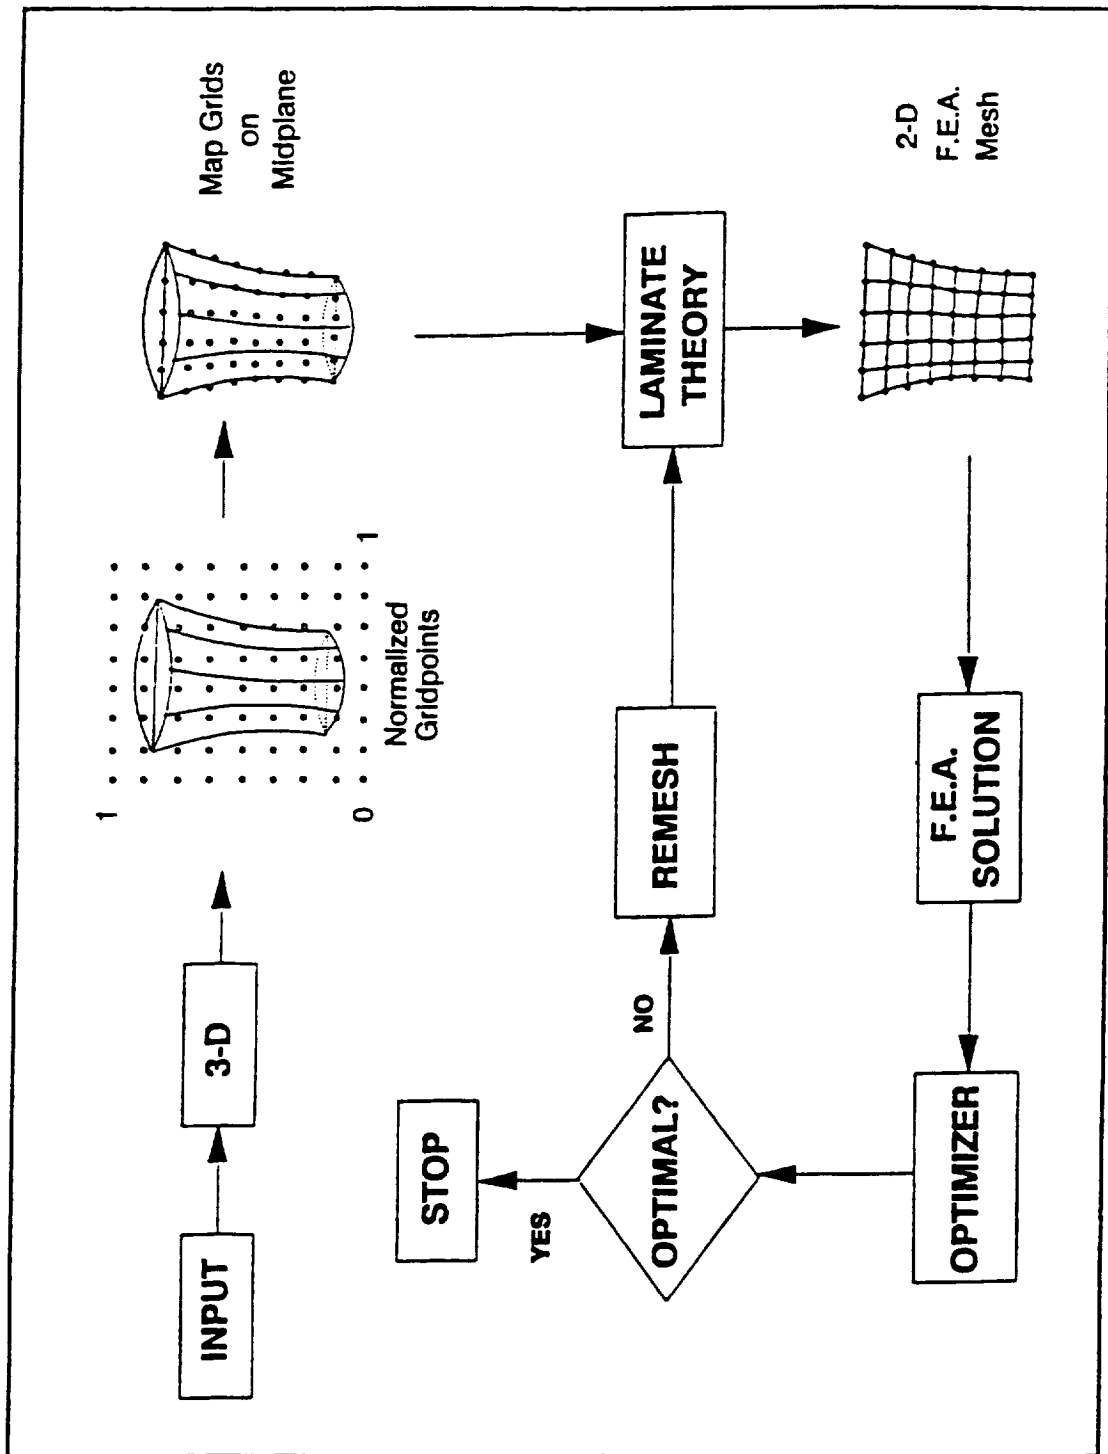 INPUT
3-D
1
0
1
Normalized
Gridpoints
Map Grids
on
Midplane
STOP
YES
OPTIMAL?
NO
REMESH
LAMINATE
THEORY
OPTIMIZER
F.E.A.
SOLUTION
2-D
F.E.A.
Mesh